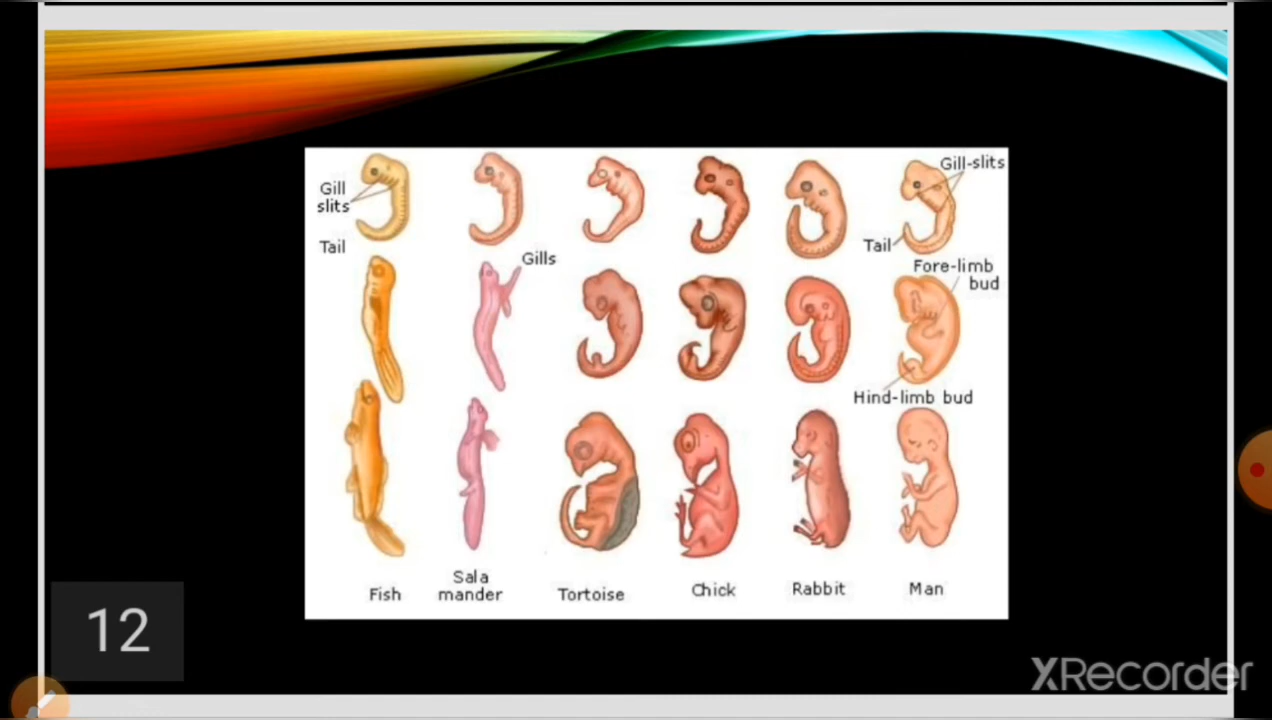 Gill
slits
Tail
Gills
Gill-slits
Tail
Fore-limb
bud
Hind-limb bud
Fish
Sala
mander
Tortoise
Chick
Rabbit
Man
12
XRecorder